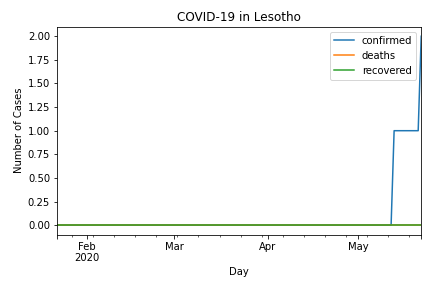 COVID-19 in Lesotho
confirmed
deaths
recovered
Number of Cases
2.00
1.75
1.50
1.25
1.00
0.75
0.50
0.25
0.00
Feb
2020
Mar
Apr
May
Day